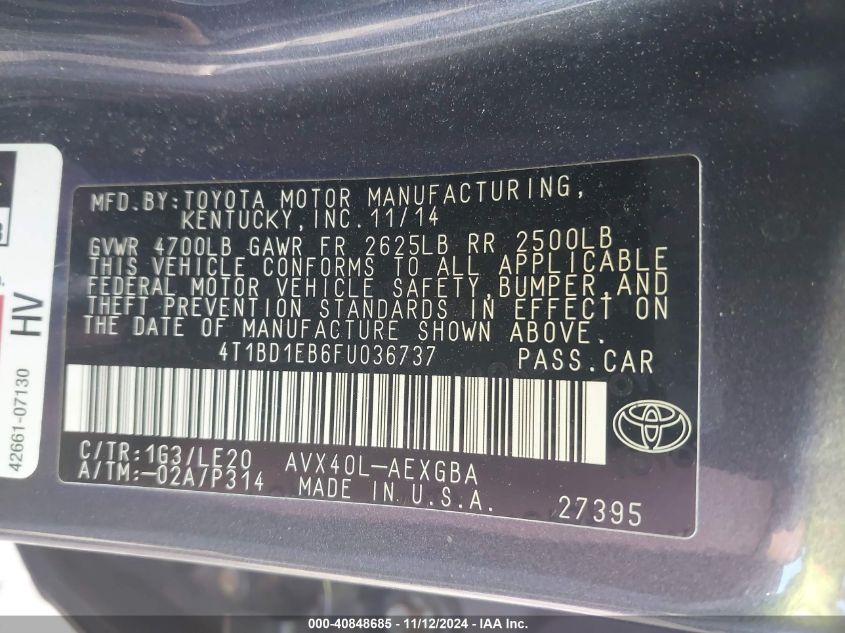 MFD.BY:TOYOTA MOTOR MANUFACTURING,
KENTUCKY,INC.11/14
GVWR 4700LB GAWR FR 2625LB RR 2500LB
THIS VEHICLE CONFORMS TO ALL APPLICABLE
FEDERAL MOTOR VEHICLE SAFETY,BUMPER,AND
THEFT PREVENTION STANDARDS IN EFFECT ON
THE DATE OF MANUFACTURE SHOWN ABOVE.
4T1BD1EB6FU036737 PASS.CAR
C/TR:1G3/LF20 AVX40L-AEXGBA
A/TM:-02A/P314 MADE IN U.S.A. 27395
42661-07130 HV
000-40848685 - 11/12/2024 - IAAI, Inc.